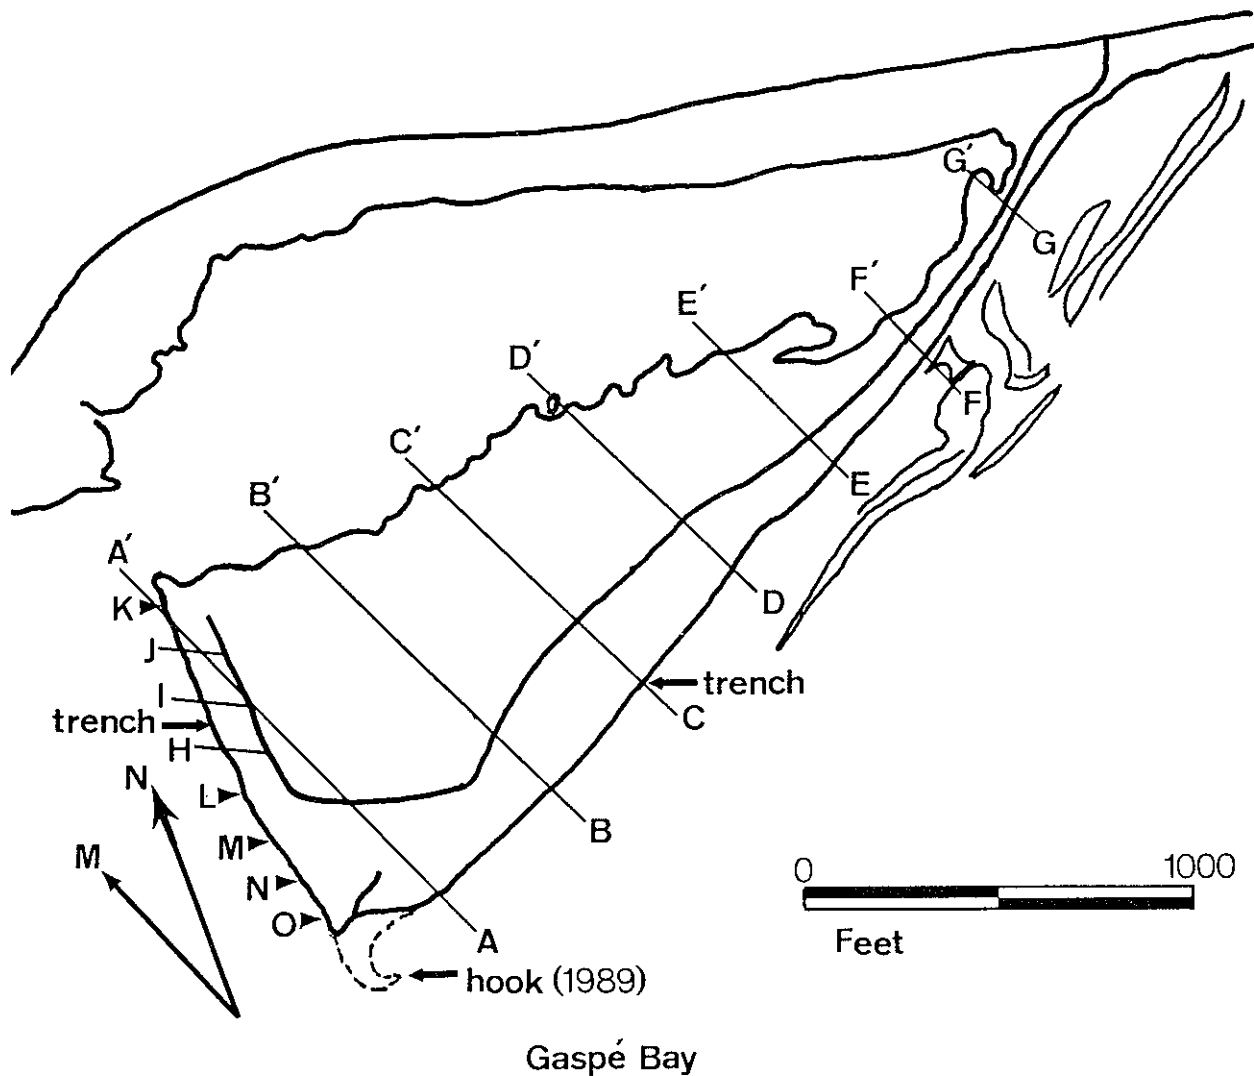 G′
G
F′
E′
D′
F
C′
E
B′
A′
K
D
J
trench
I
C
trench
H
N
L
B
M
M
0 1000
N
O
A
Feet
hook (1989)
Gaspé Bay